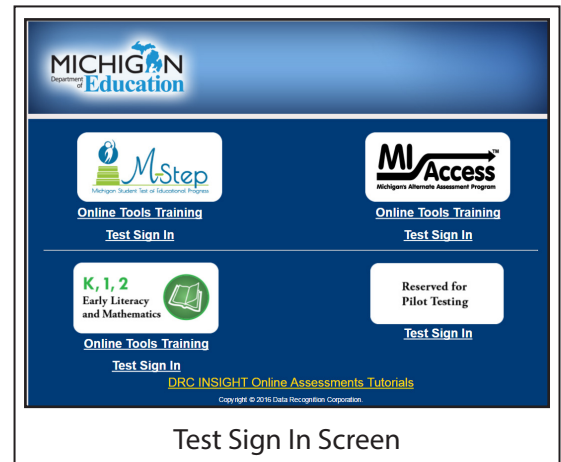 MICHIGAN
Department of Education
M-Step
Michigan Student Test of Educational Progress
Online Tools Training
Test Sign In
MI Access™
Michigan's Alternate Assessment Program
Online Tools Training
Test Sign In
K, 1, 2
Early Literacy
and Mathematics
Online Tools Training
Test Sign In
Reserved for
Pilot Testing
Test Sign In
DRC INSIGHT Online Assessments Tutorials
Copyright © 2016 Data Recognition Corporation.
Test Sign In Screen